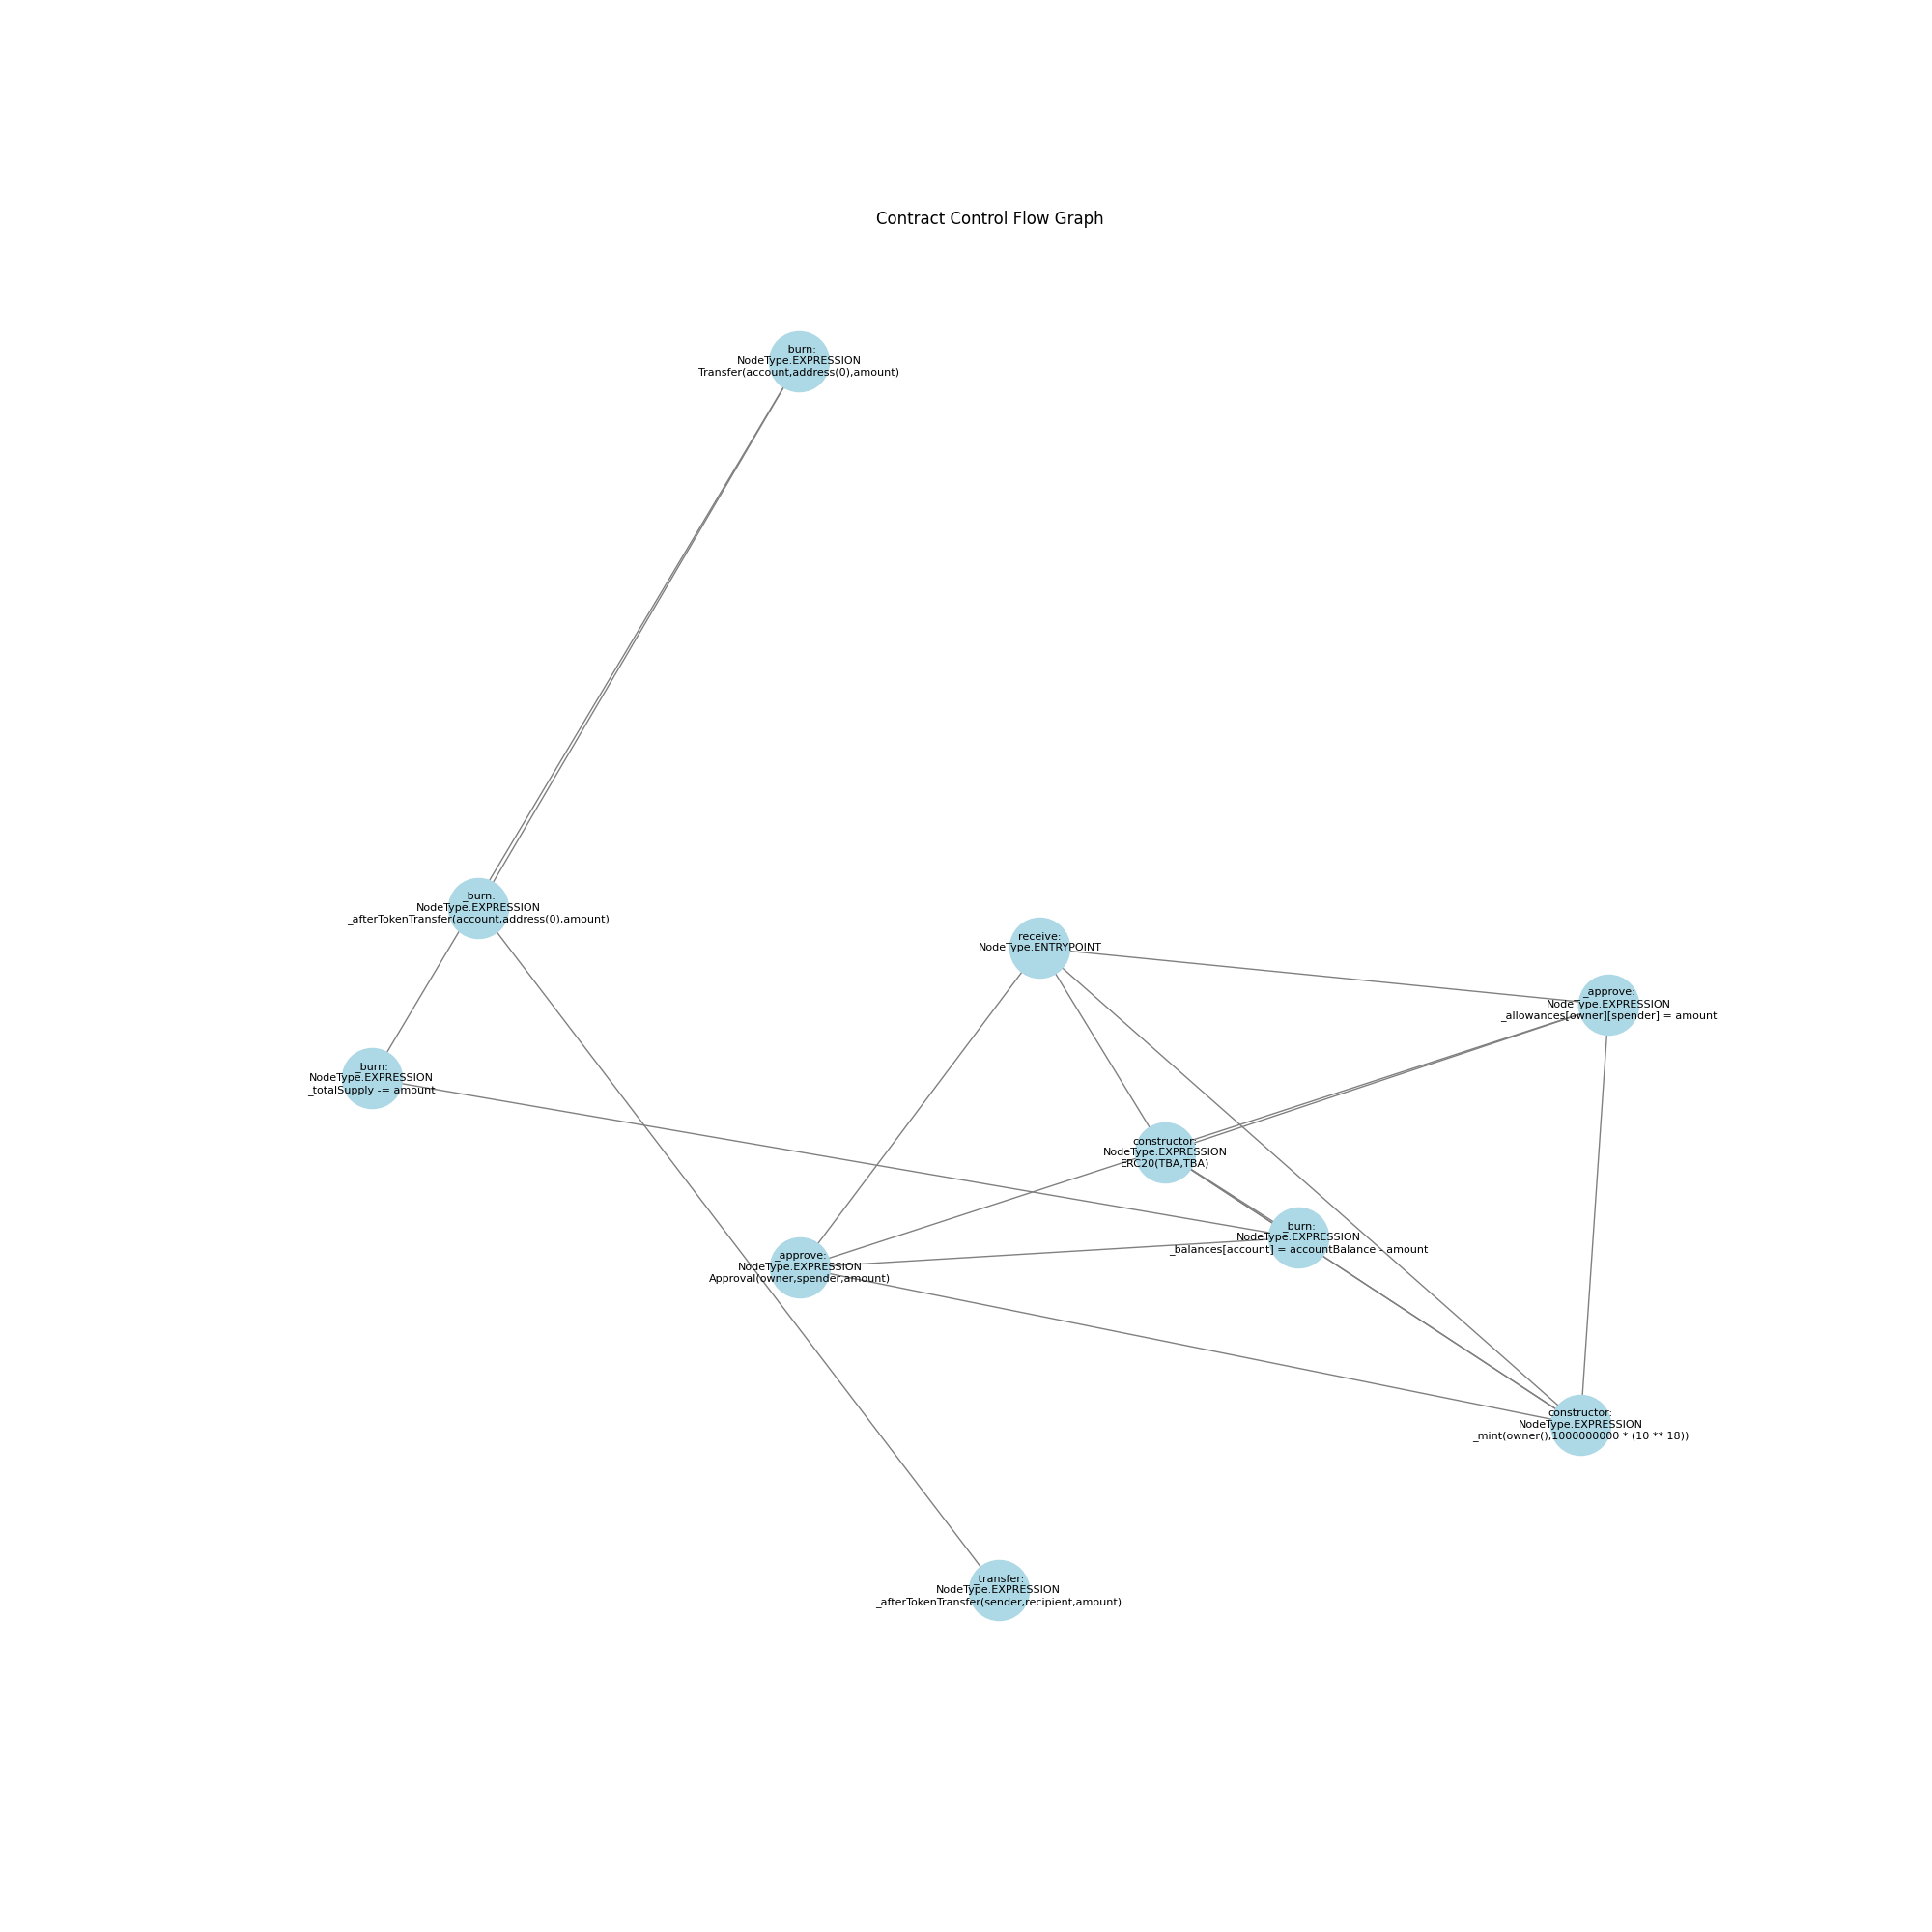 Contract Control Flow Graph
_burn:
NodeType.EXPRESSION
Transfer(account,address(0),amount)
_burn:
NodeType.EXPRESSION
_afterTokenTransfer(account,address(0),amount)
receive:
NodeType.ENTRYPOINT
_approve:
NodeType.EXPRESSION
_allowances[owner][spender] = amount
_burn:
NodeType.EXPRESSION
_totalSupply -= amount
constructor:
NodeType.EXPRESSION
ERC20(TBA,TBA)
_burn:
NodeType.EXPRESSION
_balances[account] = accountBalance - amount
_approve:
NodeType.EXPRESSION
Approval(owner,spender,amount)
constructor:
NodeType.EXPRESSION
_mint(owner(),1000000000 * (10 ** 18))
_transfer:
NodeType.EXPRESSION
_afterTokenTransfer(sender,recipient,amount)